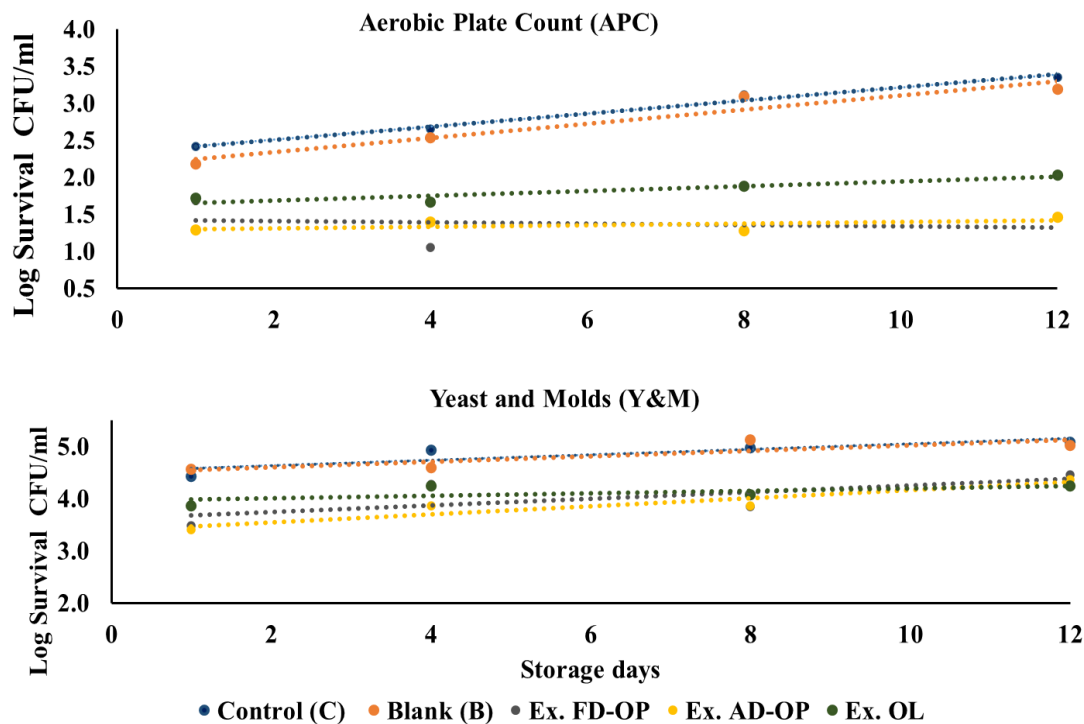 Aerobic Plate Count (APC)
Log Survival CFU/ml
4.0
3.5
3.0
2.5
2.0
1.5
1.0
0.5
0 2 4 6 8 10 12
Yeast and Molds (Y&M)
Log Survival CFU/ml
5.0
4.0
3.0
2.0
0 2 4 6 8 10 12
Storage days
Control (C) Blank (B) Ex. FD-OP Ex. AD-OP Ex. OL